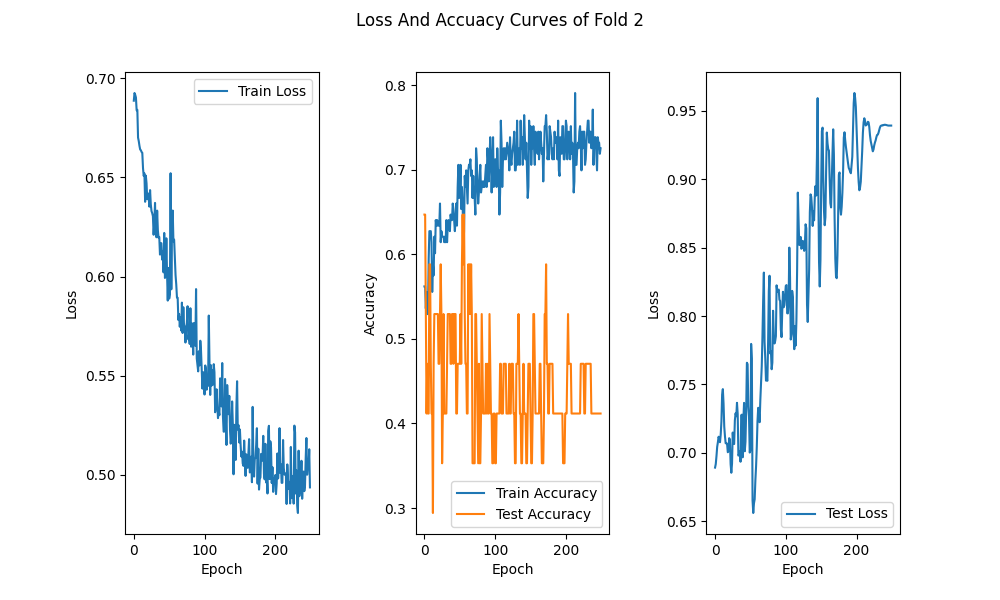 Loss And Accuacy Curves of Fold 2
0.70
0.65
0.60
0.55
0.50
Loss
0
100
200
Epoch
Train Loss
0.8
0.7
0.6
0.5
0.4
0.3
Accuracy
0
100
200
Epoch
Train Accuracy
Test Accuracy
0.95
0.90
0.85
0.80
0.75
0.70
0.65
Loss
0
100
200
Epoch
Test Loss